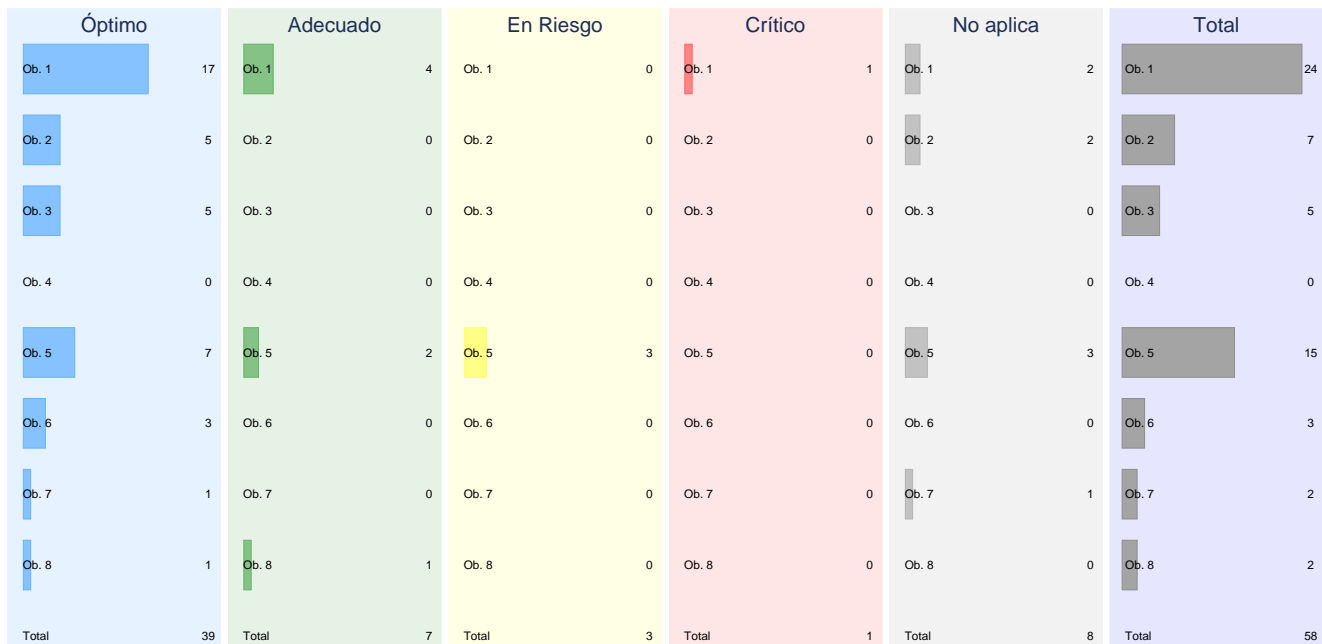 Óptimo Adecuado En Riesgo Crítico No aplica Total
Ob. 1 17 Ob. 1 4 Ob. 1 0 Ob. 1 1 Ob. 1 2 Ob. 1 24
Ob. 2 5 Ob. 2 0 Ob. 2 0 Ob. 2 0 Ob. 2 2 Ob. 2 7
Ob. 3 5 Ob. 3 0 Ob. 3 0 Ob. 3 0 Ob. 3 0 Ob. 3 5
Ob. 4 0 Ob. 4 0 Ob. 4 0 Ob. 4 0 Ob. 4 0 Ob. 4 0
Ob. 5 7 Ob. 5 2 Ob. 5 3 Ob. 5 0 Ob. 5 3 Ob. 5 15
Ob. 6 3 Ob. 6 0 Ob. 6 0 Ob. 6 0 Ob. 6 0 Ob. 6 3
Ob. 7 1 Ob. 7 0 Ob. 7 0 Ob. 7 0 Ob. 7 1 Ob. 7 2
Ob. 8 1 Ob. 8 1 Ob. 8 0 Ob. 8 0 Ob. 8 0 Ob. 8 2
Total 39 Total 7 Total 3 Total 1 Total 8 Total 58